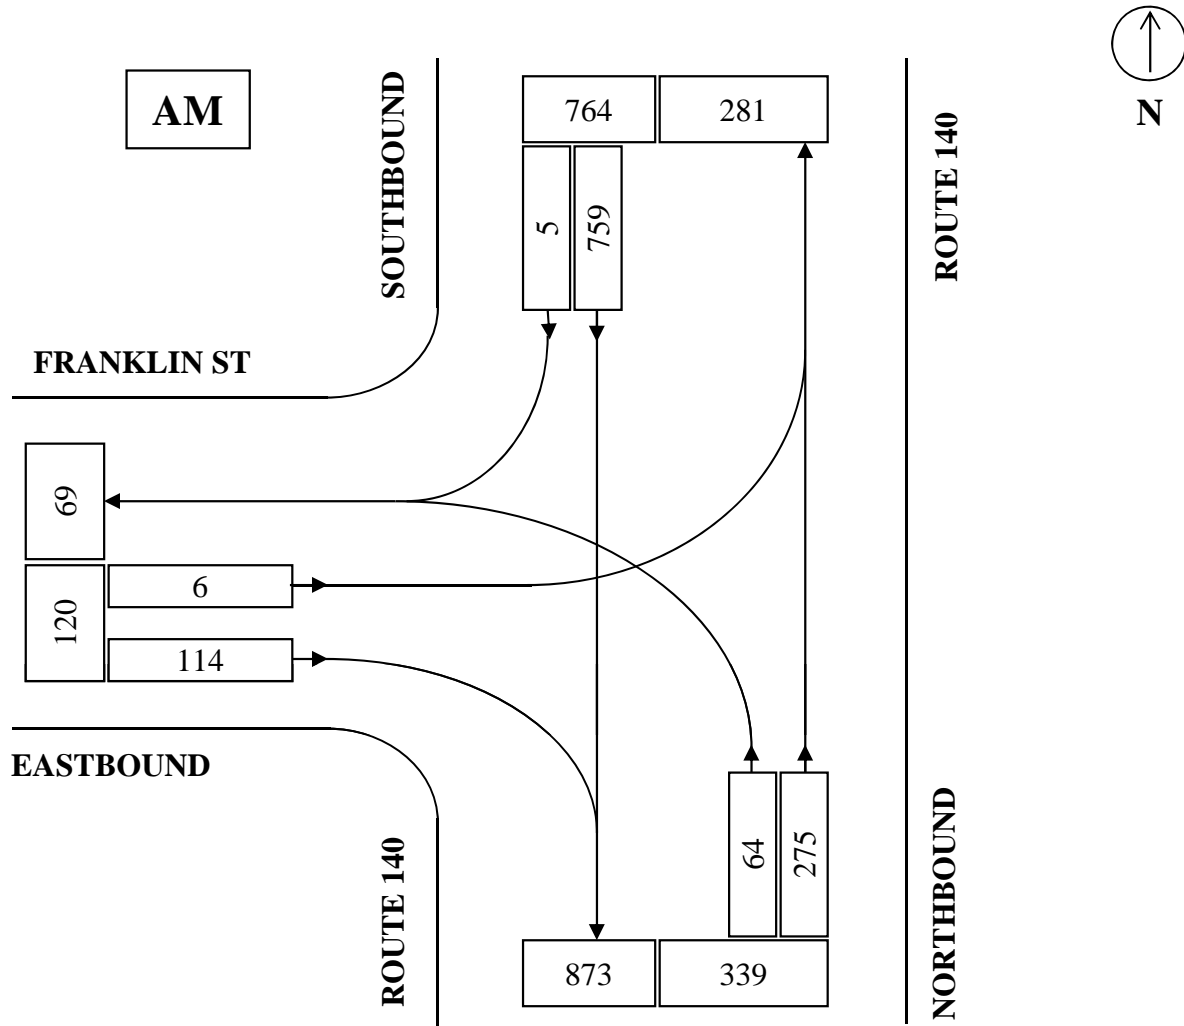 AM
SOUTHBOUND
764
281
N
ROUTE 140
5
759
FRANKLIN ST
69
120
6
114
EASTBOUND
ROUTE 140
64
275
NORTHBOUND
873
339